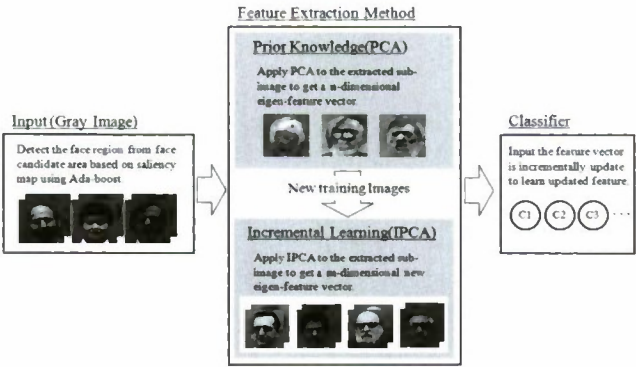 Feature Extraction Method
Prior Knowledge(PCA)
Apply PCA to the extracted sub-
image to get a n-dimensional
eigen-feature vector.
Input (Gray Image)
Detect the face region from face
candidate area based on saliency
map using Ada-boost.
New training Images
Incremental Learning(IPCA)
Apply IPCA to the extracted sub-
image to get a m-dimensional new
eigen-feature vector.
Classifier
Input the feature vector
is incrementally update
to learn updated feature.
C1 C2 C3 ...